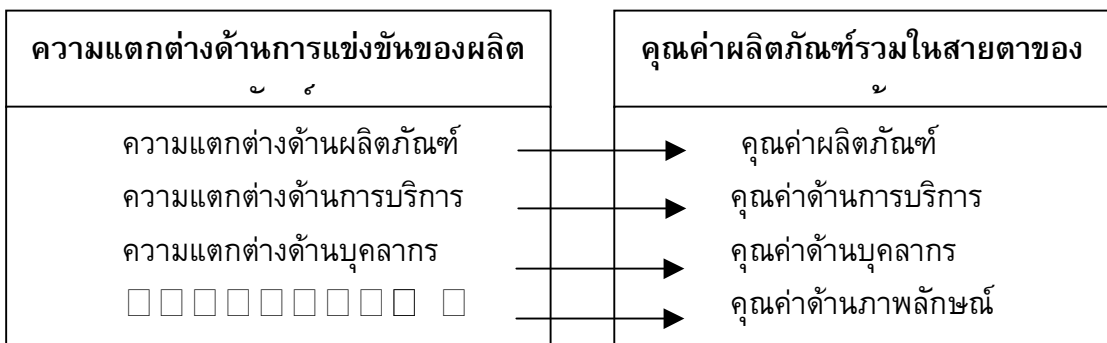 ความแตกต่างด้านการแข่งขันของผลิต
คุณค่าผลิตภัณฑ์รวมในสายตาของ
ความแตกต่างด้านผลิตภัณฑ์
คุณค่าผลิตภัณฑ์
ความแตกต่างด้านการบริการ
คุณค่าด้านการบริการ
ความแตกต่างด้านบุคลากร
คุณค่าด้านบุคลากร
คุณค่าด้านภาพลักษณ์